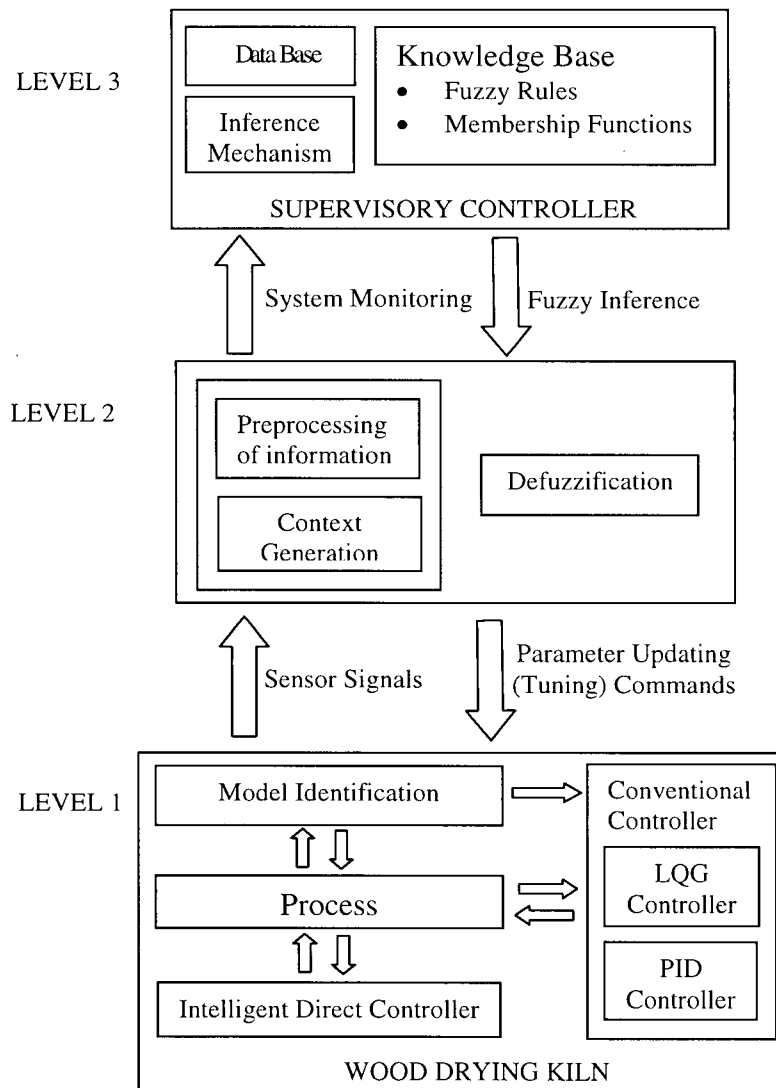 LEVEL 3
Data Base
Inference
Mechanism
Knowledge Base
• Fuzzy Rules
• Membership Functions
SUPERVISORY CONTROLLER
System Monitoring
Fuzzy Inference
LEVEL 2
Preprocessing
of information
Context
Generation
Defuzzification
Sensor Signals
Parameter Updating
(Tuning) Commands
LEVEL 1
Model Identification
Process
Intelligent Direct Controller
Conventional
Controller
LQG
Controller
PID
Controller
WOOD DRYING KILN